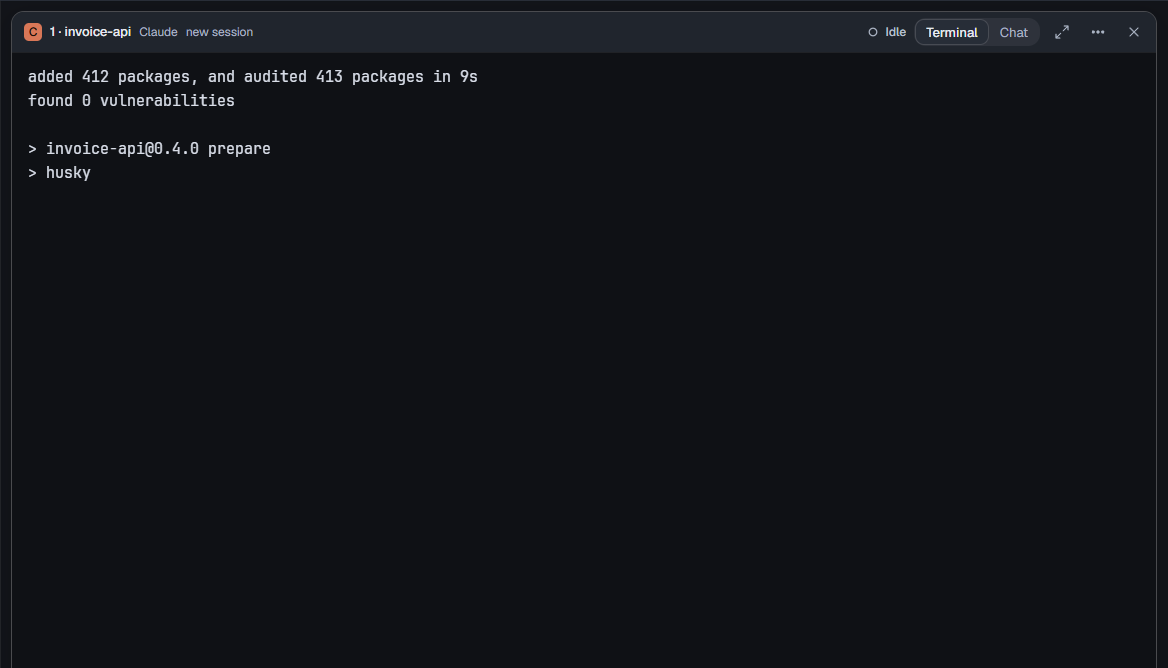 C 1 · invoice-api Claude new session Idle Terminal Chat
added 412 packages, and audited 413 packages in 9s
found 0 vulnerabilities
> invoice-api@0.4.0 prepare
> husky